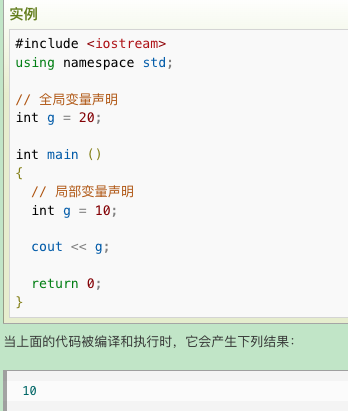 实例
#include <iostream>
using namespace std;
// 全局变量声明
int g = 20;
int main ()
{
// 局部变量声明
int g = 10;
cout << g;
return 0;
}
当上面的代码被编译和执行时，它会产生下列结果：
10